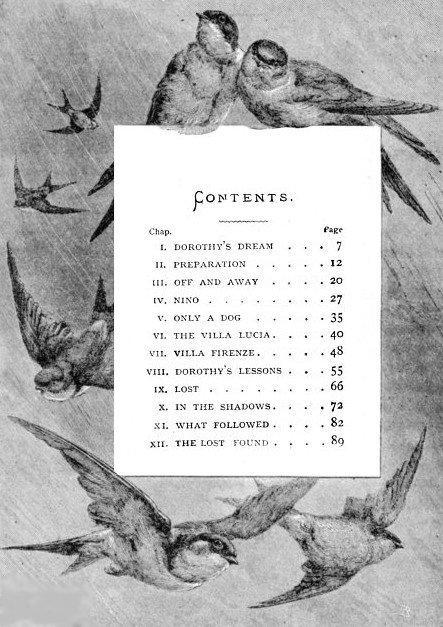 CONTENTS.
Chap. Page
I. DOROTHY'S DREAM . . . 7
II. PREPARATION . . . . . 12
III. OFF AND AWAY . . . . 20
IV. NINO . . . . . . . . 27
V. ONLY A DOG . . . . . 35
VI. THE VILLA LUCIA . . . . 40
VII. VILLA FIRENZE . . . . . 48
VIII. DOROTHY'S LESSONS . . . 55
IX. LOST . . . . . . . . 66
X. IN THE SHADOWS . . . . 72
XI. WHAT FOLLOWED . . . . 82
XII. THE LOST FOUND . . . . 89